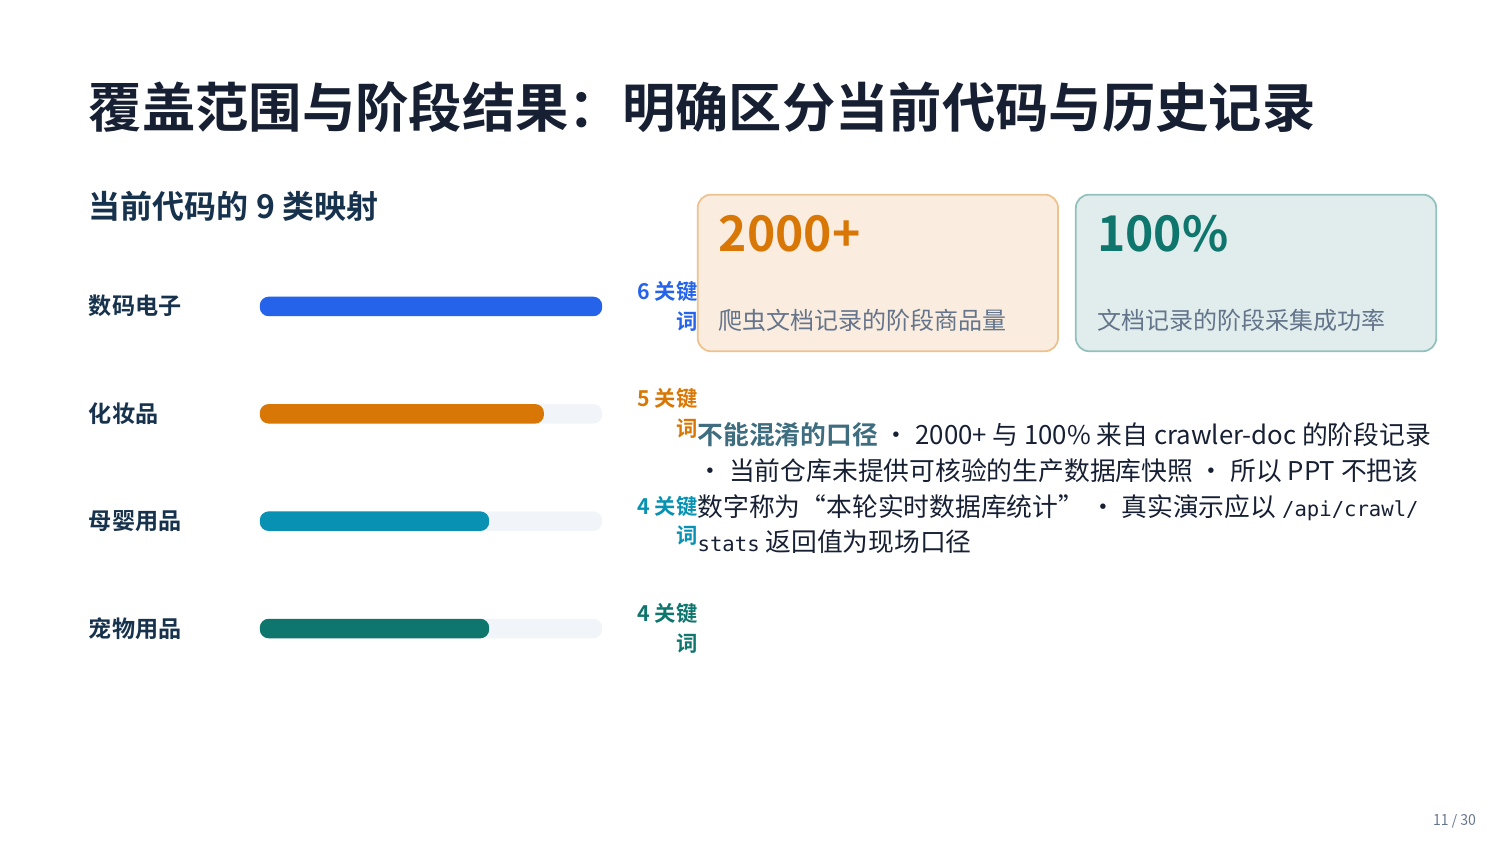 覆盖范围与阶段结果：明确区分当前代码与历史记录
当前代码的 9 类映射
数码电子
6 关键
词
化妆品
5 关键
词
母婴用品
4 关键
词
宠物用品
4 关键
词
2000+
爬虫文档记录的阶段商品量
100%
文档记录的阶段采集成功率
不能混淆的口径 • 2000+ 与 100% 来自 crawler-doc 的阶段记录
• 当前仓库未提供可核验的生产数据库快照 • 所以 PPT 不把该
数字称为“本轮实时数据库统计” • 真实演示应以 /api/crawl/
stats 返回值为现场口径
11 / 30